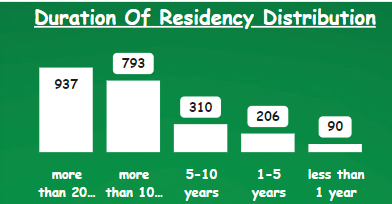 Duration Of Residency Distribution
937
793
310
206
90
more than 20...
more than 10...
5-10 years
1-5 years
less than 1 year